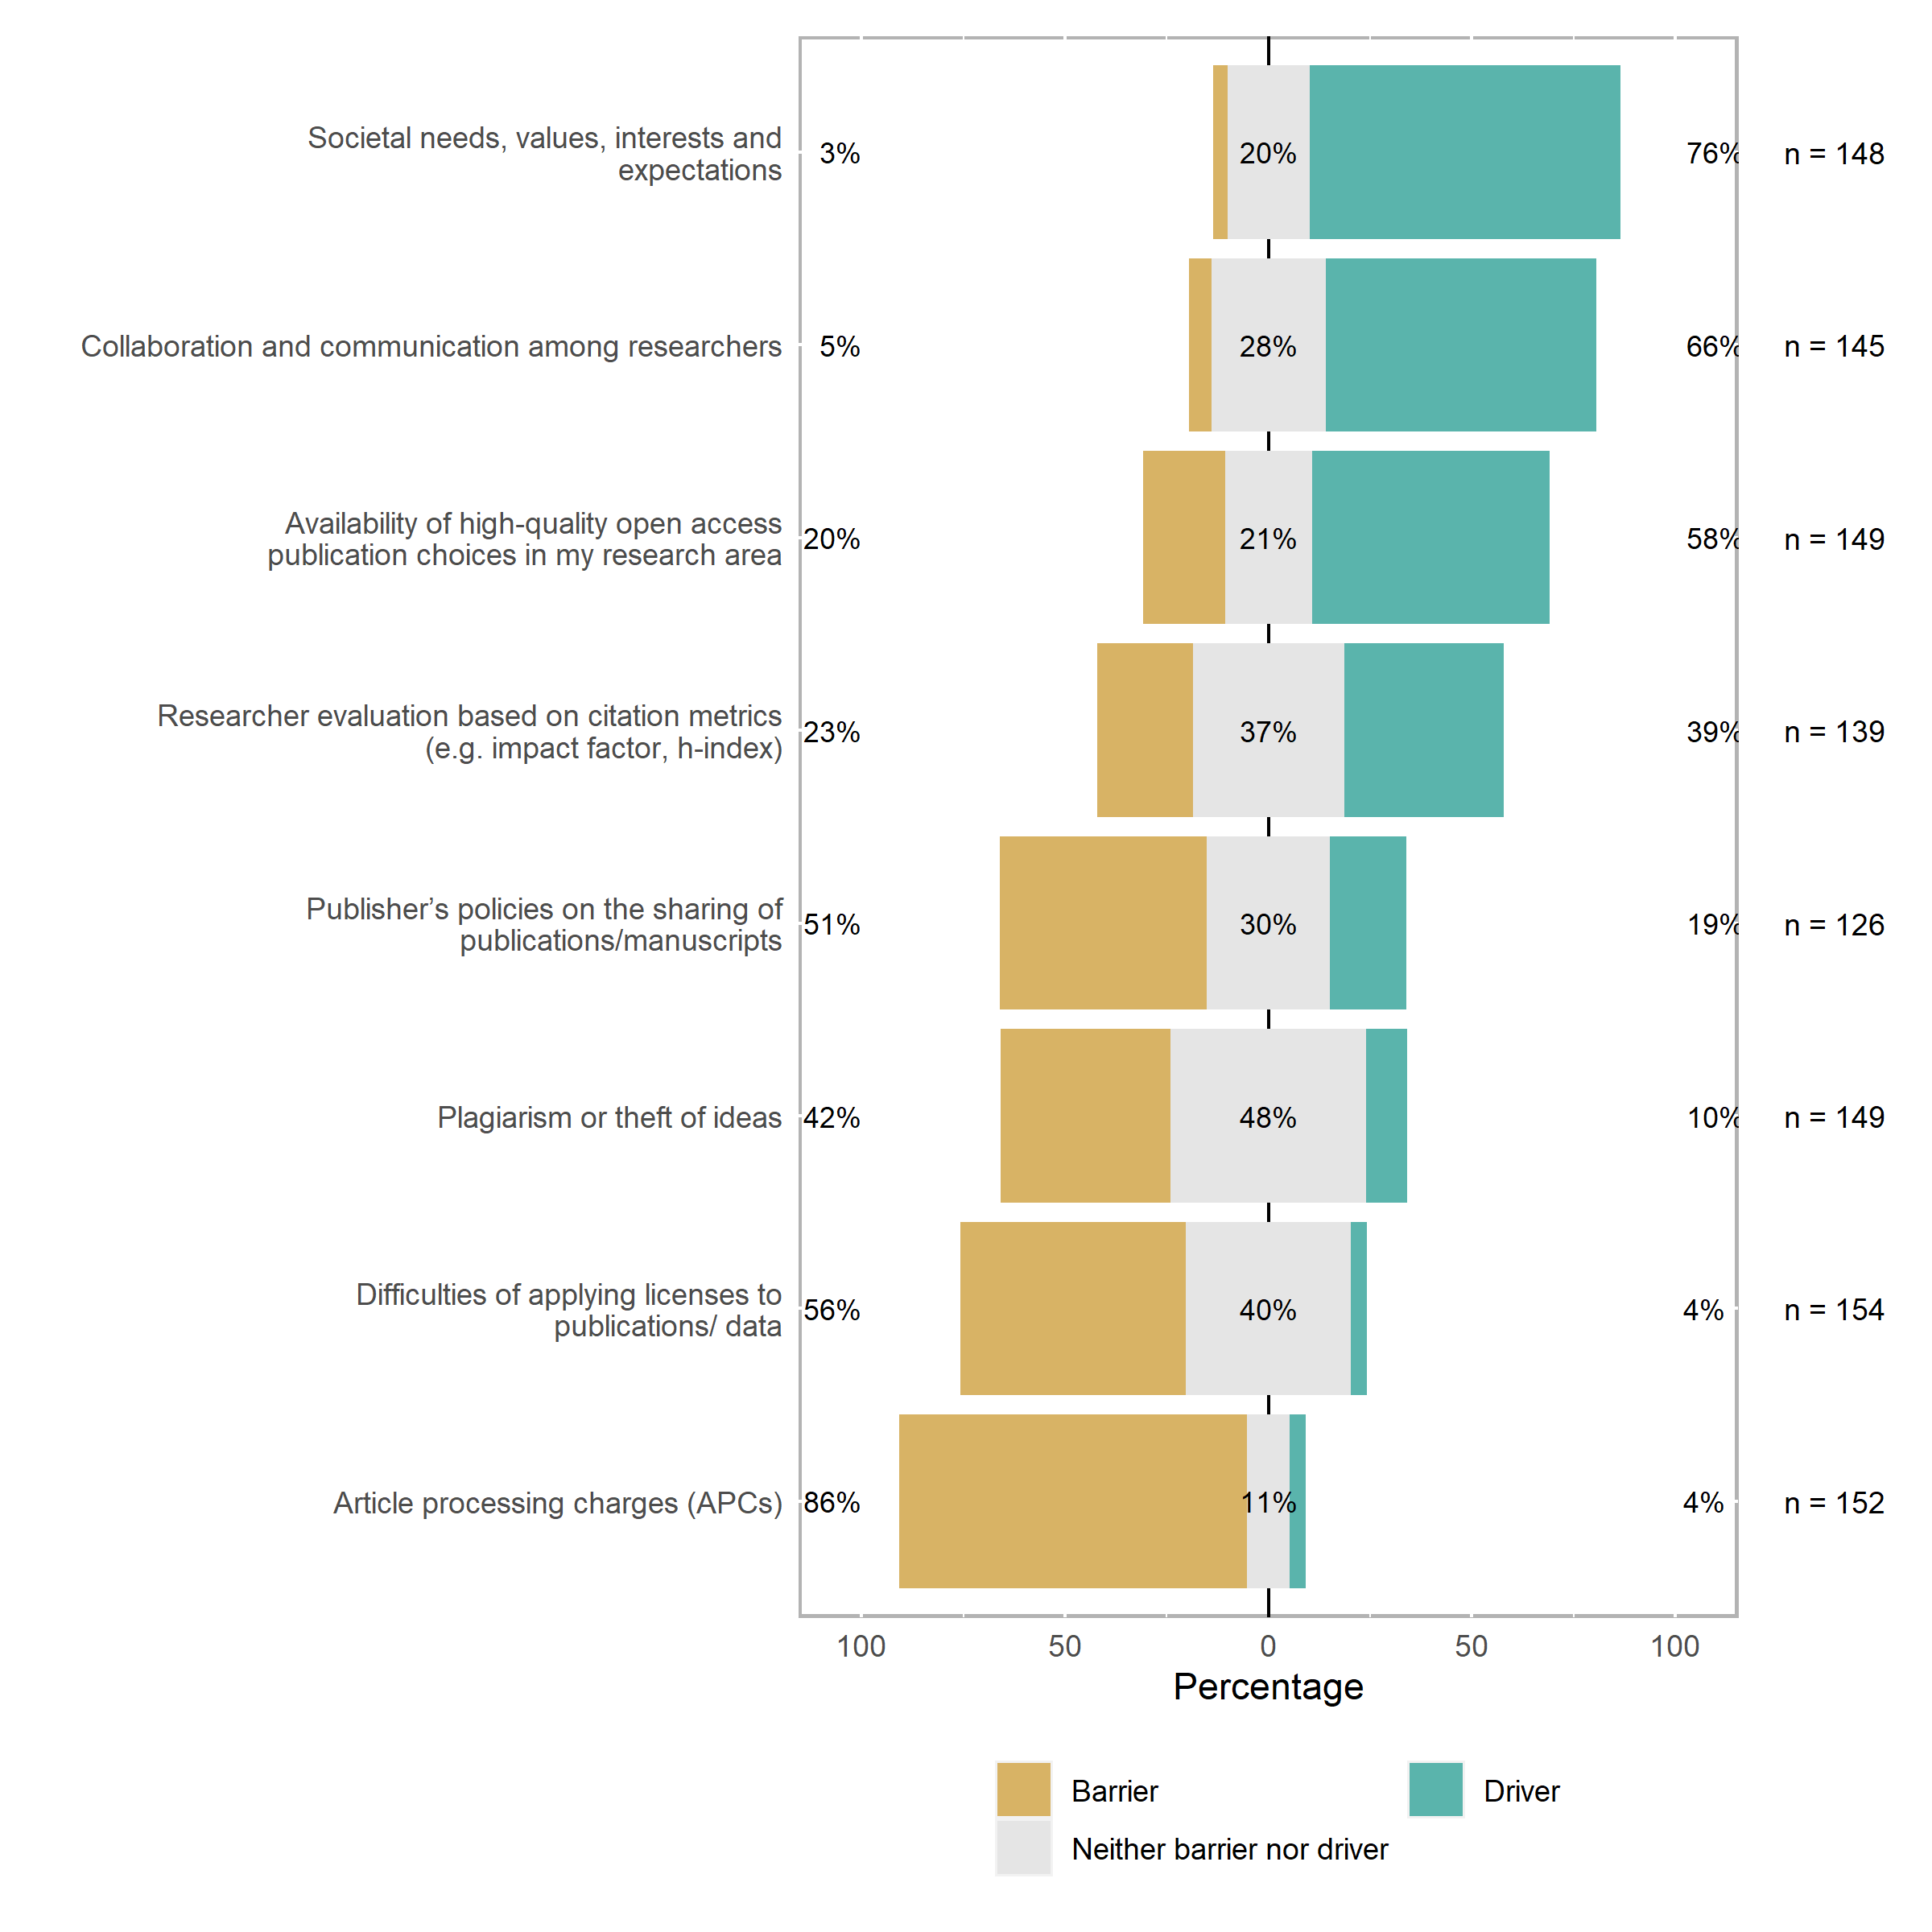 Societal needs, values, interests and
expectations
3%
20%
76%
n = 148
Collaboration and communication among researchers
5%
28%
66%
n = 145
Availability of high-quality open access
publication choices in my research area
20%
21%
58%
n = 149
Researcher evaluation based on citation metrics
(e.g. impact factor, h-index)
23%
37%
39%
n = 139
Publisher’s policies on the sharing of
publications/manuscripts
51%
30%
19%
n = 126
Plagiarism or theft of ideas
42%
48%
10%
n = 149
Difficulties of applying licenses to
publications/ data
56%
40%
4%
n = 154
Article processing charges (APCs)
86%
11%
4%
n = 152
100 50 0 50 100
Percentage
Barrier
Driver
Neither barrier nor driver